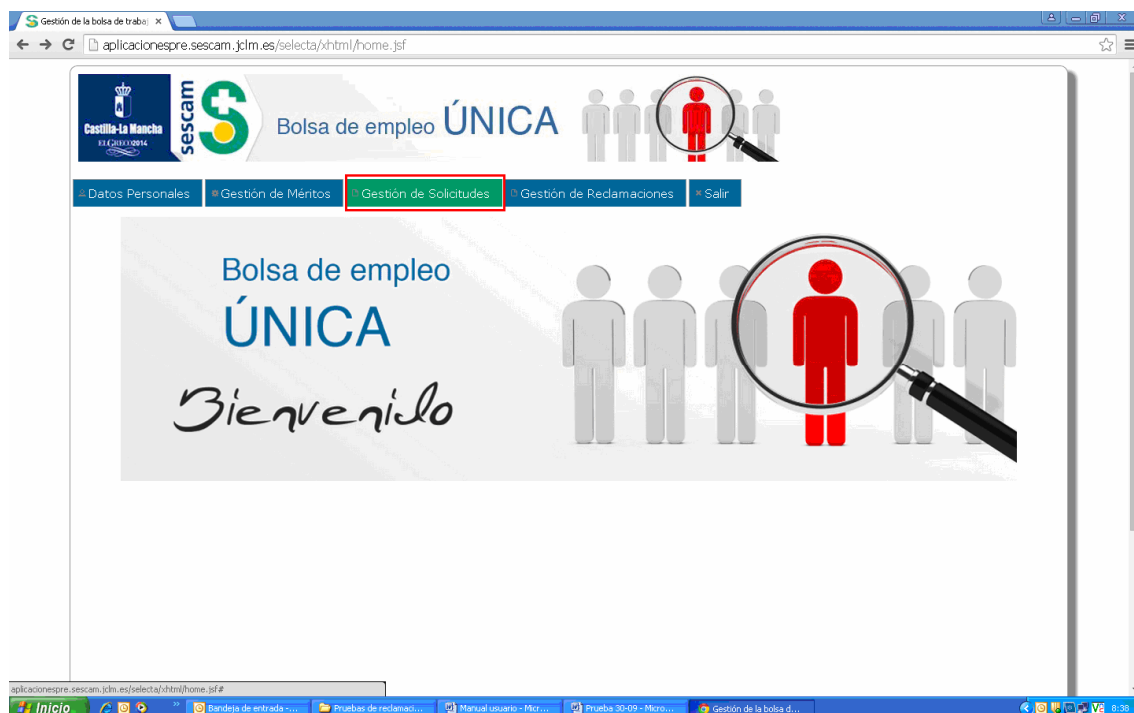 Gestión de la bolsa de trabaj
aplicacionespre.sescam.jclm.es/selecta/xhtml/home.jsf
Castilla-La Mancha
EL GRECO 2014
sescam
Bolsa de empleo ÚNICA
Datos Personales
Gestión de Méritos
Gestión de Solicitudes
Gestión de Reclamaciones
Salir
Bolsa de empleo
ÚNICA
Bienvenido
aplicacionespre.sescam.jclm.es/selecta/xhtml/home.jsf#
Inicio
Bandeja de entrada -...
Pruebas de reclamaci...
Manual usuario - Micr...
Prueba 30-09 - Micro...
Gestión de la bolsa d...
8:38